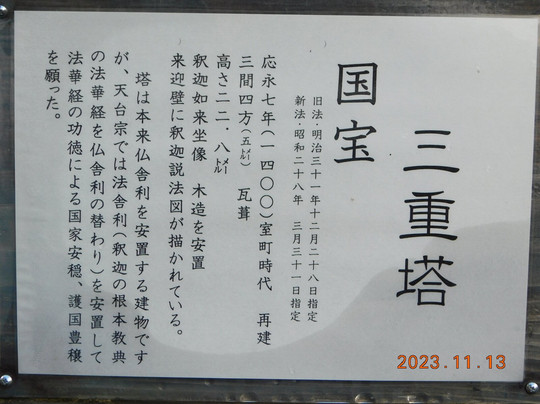 三重塔
国宝
旧法・明治三十一年十二月二十八日指定
新法・昭和二十八年　三月三十一日指定
応永七年(一四〇〇)室町時代　再建
三間四方(五㍍)　瓦葺
高さ二二．八㍍
釈迦如来坐像　木造を安置
来迎壁に釈迦説法図が描かれている。
塔は本来仏舎利を安置する建物です
が、天台宗では法舎利(釈迦の根本教典
の法華経を仏舎利の替わり)を安置して
法華経の功徳による国家安穏、護国豊穣
を願った。
2023.11.13